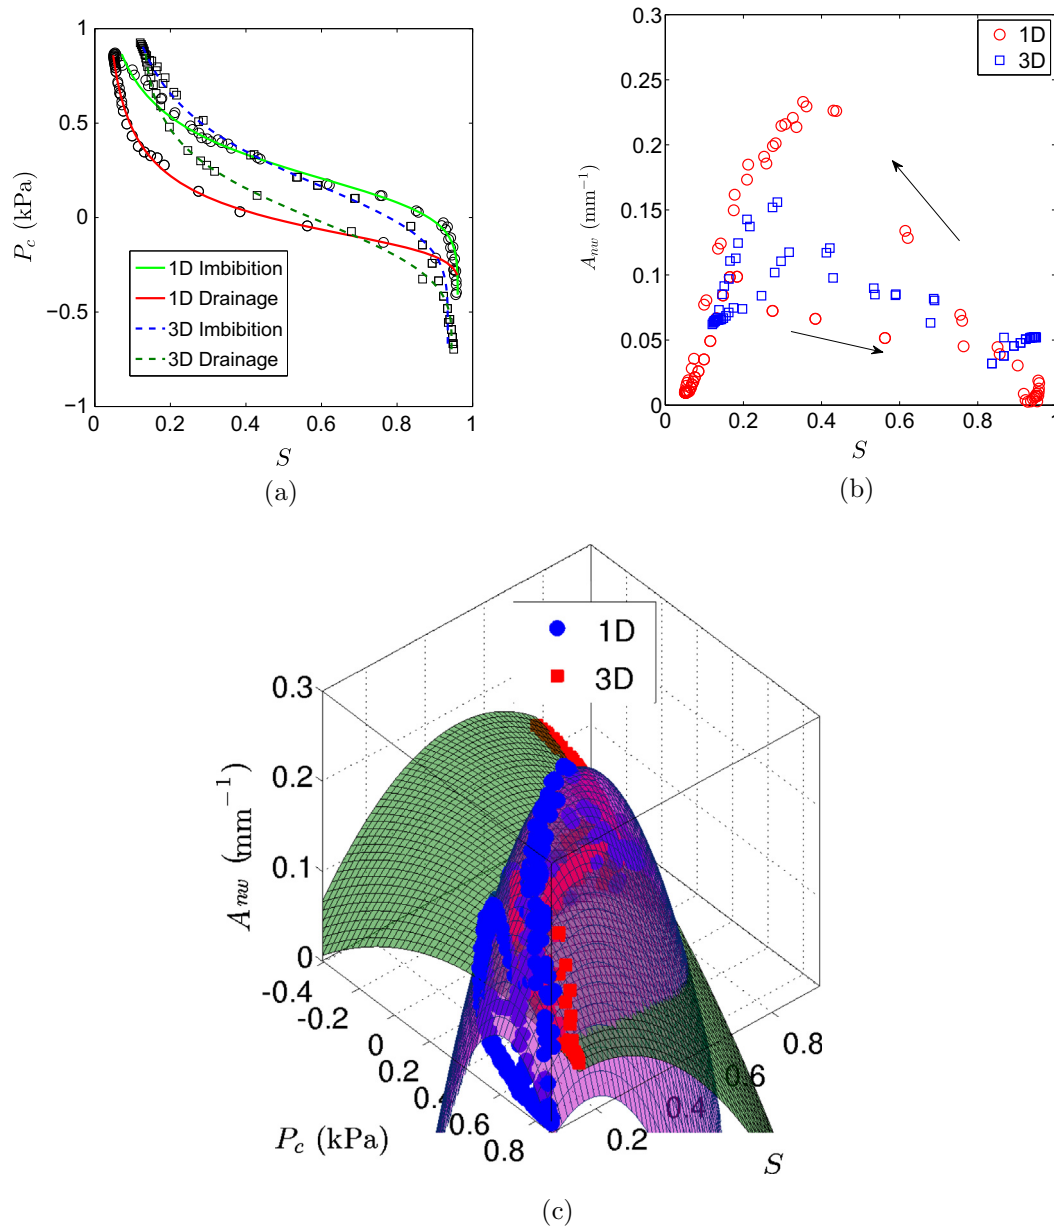 1
0.5
0
−0.5
−1
0
0.2
0.4
0.6
0.8
1
P_c (kPa)
S
1D Imbibition
1D Drainage
3D Imbibition
3D Drainage
(a)
0.3
0.25
0.2
0.15
0.1
0.05
0
0
0.2
0.4
0.6
0.8
1
A_nw (mm⁻¹)
S
1D
3D
(b)
1D
3D
0.3
0.2
0.1
0
A_nw (mm⁻¹)
-0.4
-0.2
0
0.2
0.4
0.6
0.8
P_c (kPa)
0.2
0.4
0.6
0.8
S
(c)